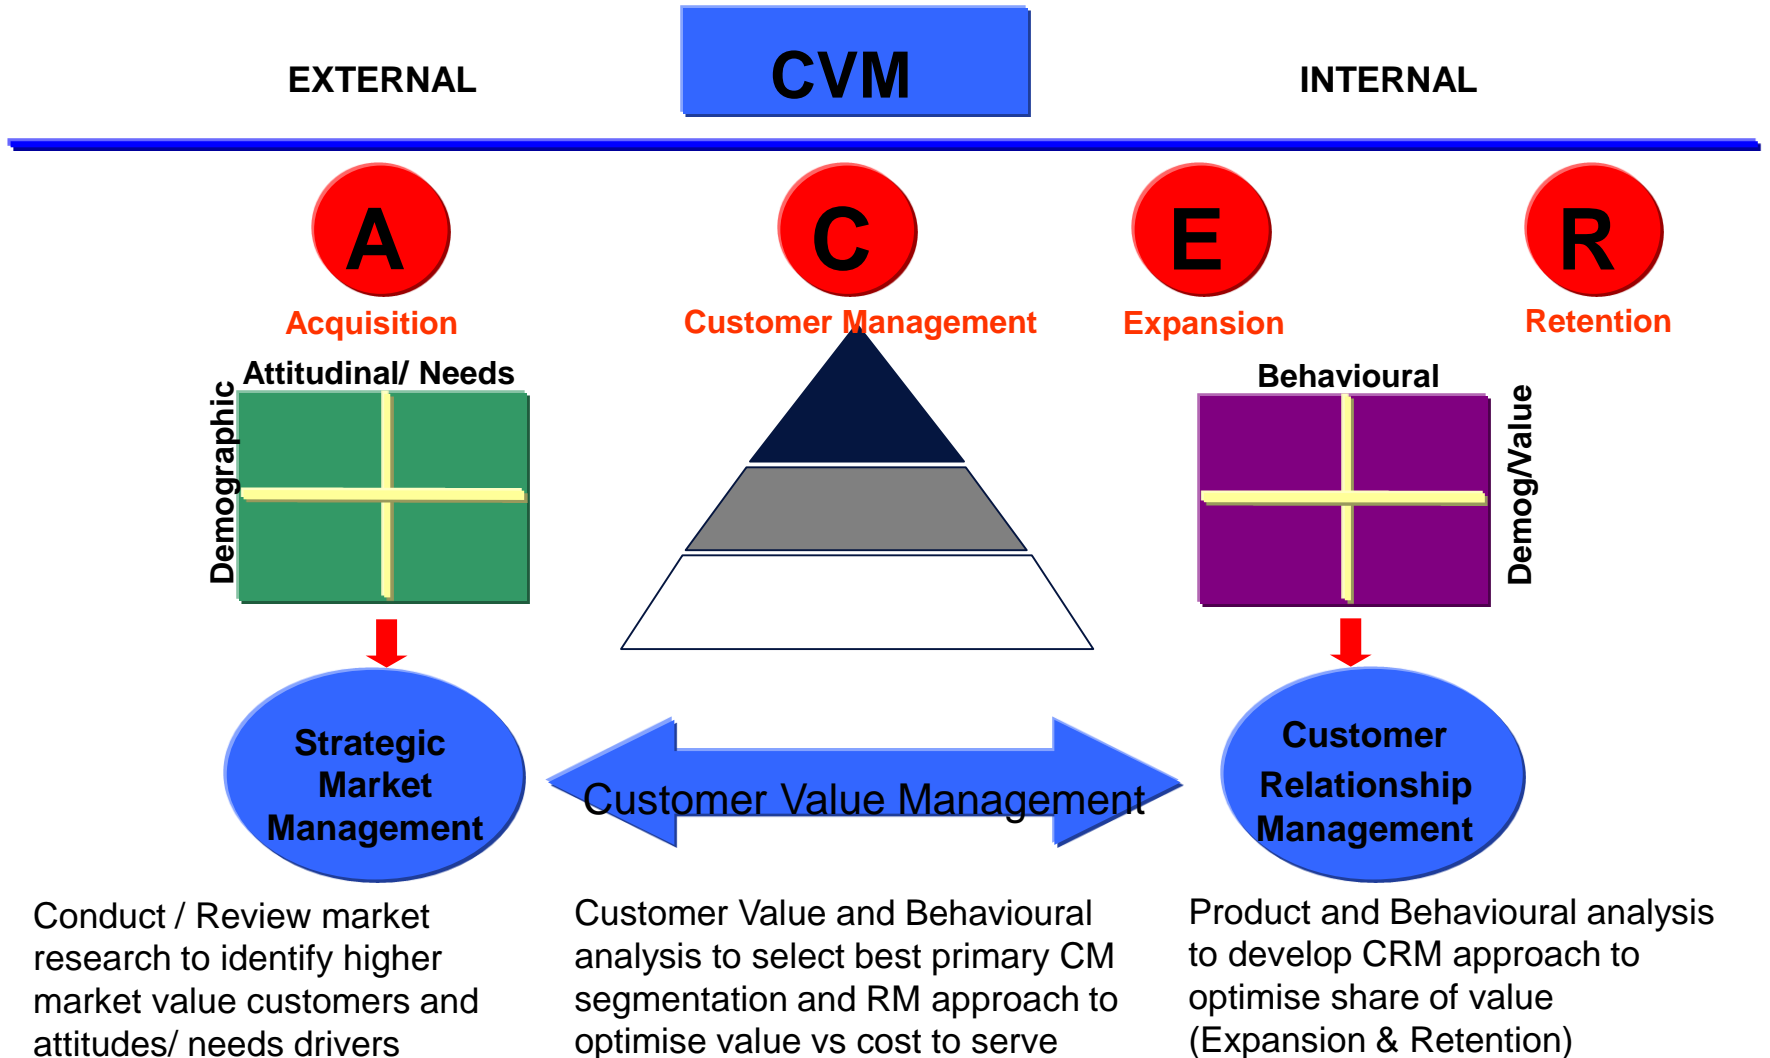 CVM
EXTERNAL
INTERNAL
A
C
E
R
Acquisition
Customer Management
Expansion
Retention
Attitudinal/ Needs
Demographic
Behavioural
Demog/Value
Strategic
Market
Management
Customer Value Management
Customer
Relationship
Management
Conduct / Review market
research to identify higher
market value customers and
attitudes/ needs drivers
Customer Value and Behavioural
analysis to select best primary CM
segmentation and RM approach to
optimise value vs cost to serve
Product and Behavioural analysis
to develop CRM approach to
optimise share of value
(Expansion & Retention)